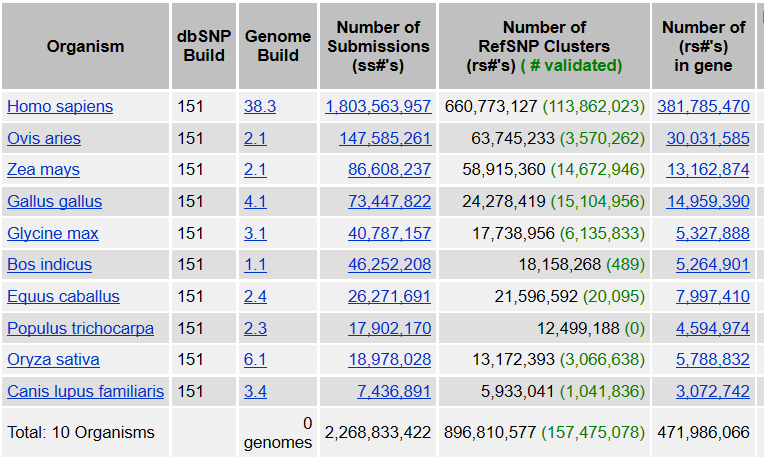 Organism dbSNP Build Genome Build Number of Submissions (ss#'s) Number of RefSNP Clusters (rs#'s) ( # validated) Number of (rs#'s) in gene
Homo sapiens 151 38.3 1,803,563,957 660,773,127 (113,862,023) 381,785,470
Ovis aries 151 2.1 147,585,261 63,745,233 (3,570,262) 30,031,585
Zea mays 151 2.1 86,608,237 58,915,360 (14,672,946) 13,162,874
Gallus gallus 151 4.1 73,447,822 24,278,419 (15,104,956) 14,959,390
Glycine max 151 3.1 40,787,157 17,738,956 (6,135,833) 5,327,888
Bos indicus 151 1.1 46,252,208 18,158,268 (489) 5,264,901
Equus caballus 151 2.4 26,271,691 21,596,592 (20,095) 7,997,410
Populus trichocarpa 151 2.3 17,902,170 12,499,188 (0) 4,594,974
Oryza sativa 151 6.1 18,978,028 13,172,393 (3,066,638) 5,788,832
Canis lupus familiaris 151 3.4 7,436,891 5,933,041 (1,041,836) 3,072,742
Total: 10 Organisms 0 genomes 2,268,833,422 896,810,577 (157,475,078) 471,986,066